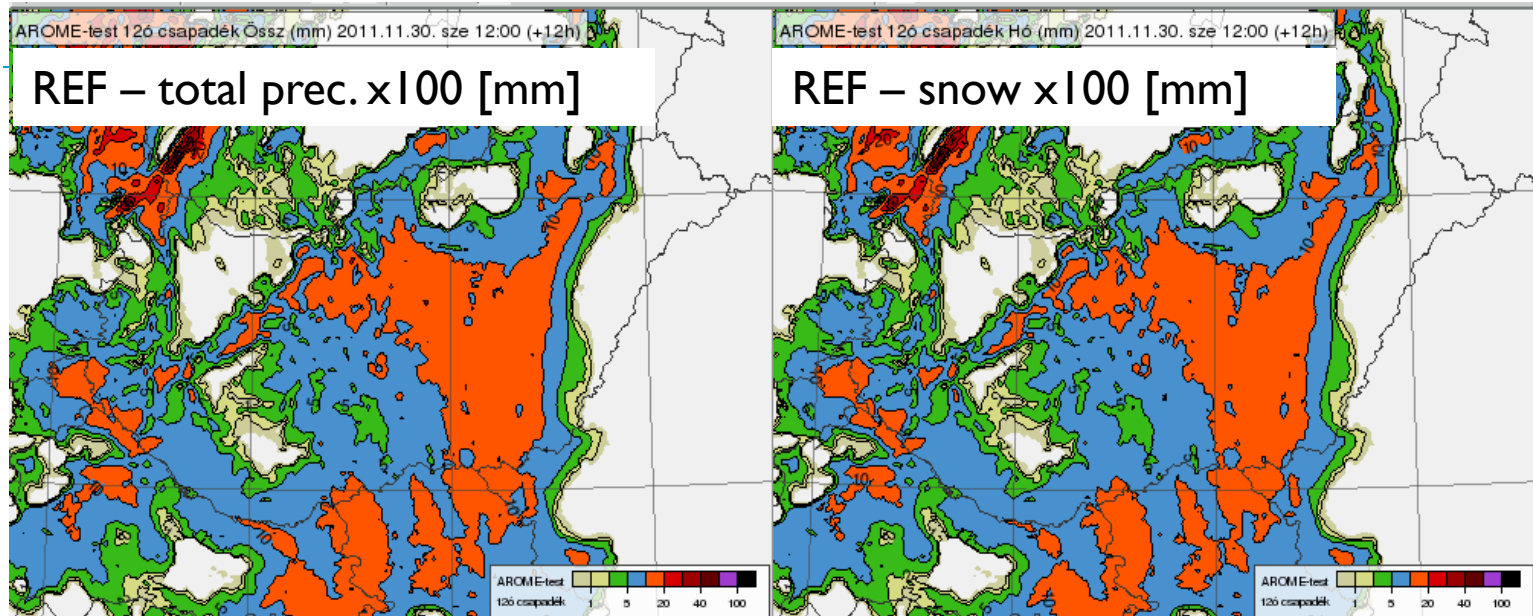 AROME-test 12ó csapadék Össz (mm) 2011.11.30. sze 12:00 (+12h)
REF – total prec. x100 [mm]
AROME-test
12ó csapadék
1 5 20 40 100
AROME-test 12ó csapadék Hó (mm) 2011.11.30. sze 12:00 (+12h)
REF – snow x100 [mm]
AROME-test
12ó csapadék
1 5 20 40 100